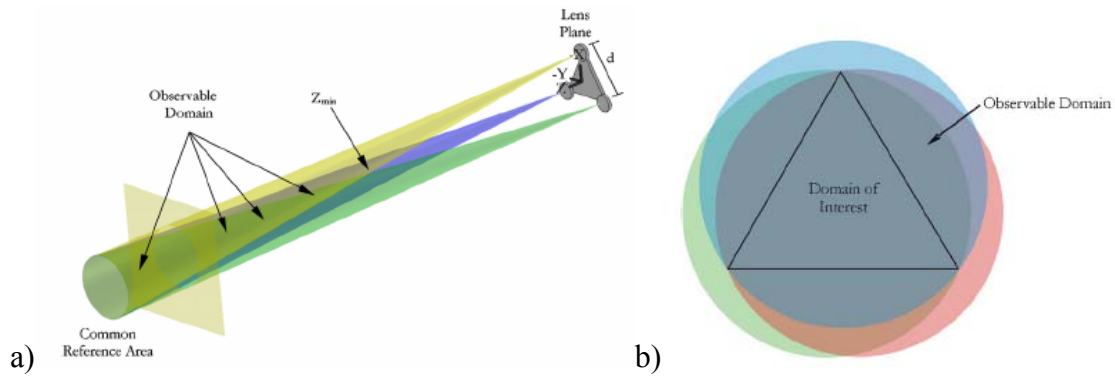 Lens
Plane
d
X
-Y
Z
Observable
Domain
Zmin
Common
Reference Area
a)
Observable Domain
Domain of
Interest
b)